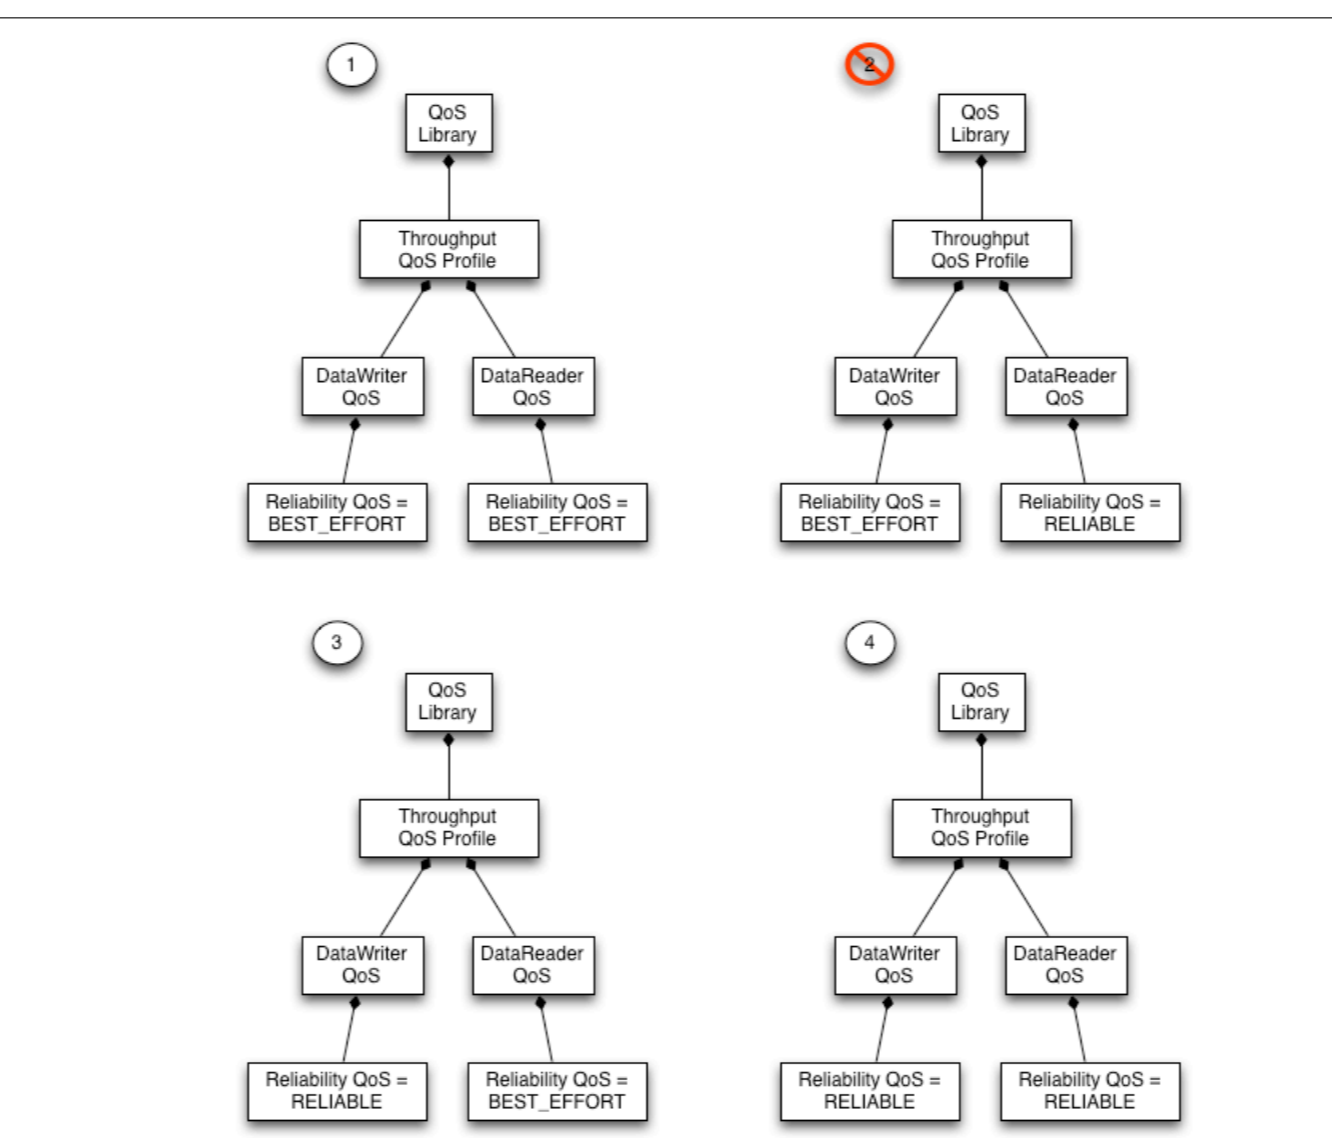 1
QoS
Library
Throughput
QoS Profile
DataWriter
QoS
DataReader
QoS
Reliability QoS =
BEST_EFFORT
Reliability QoS =
BEST_EFFORT
2
QoS
Library
Throughput
QoS Profile
DataWriter
QoS
DataReader
QoS
Reliability QoS =
BEST_EFFORT
Reliability QoS =
RELIABLE
3
QoS
Library
Throughput
QoS Profile
DataWriter
QoS
DataReader
QoS
Reliability QoS =
RELIABLE
Reliability QoS =
BEST_EFFORT
4
QoS
Library
Throughput
QoS Profile
DataWriter
QoS
DataReader
QoS
Reliability QoS =
RELIABLE
Reliability QoS =
RELIABLE